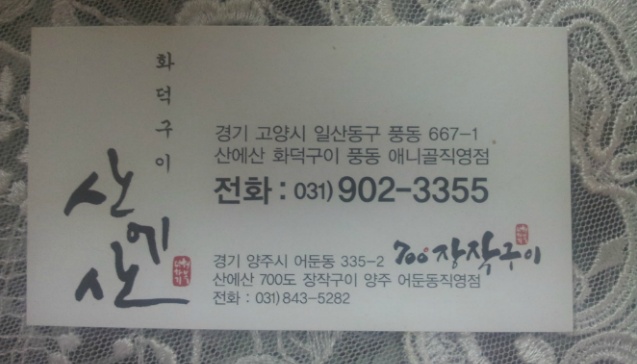 화덕구이
산에산
경기 고양시 일산동구 풍동 667-1
산에산 화덕구이 풍동 애니골직영점
전화 : 031) 902-3355
700° 장작구이
경기 양주시 어둔동 335-2
산에산 700도 장작구이 양주 어둔동직영점
전화 : 031) 843-5282